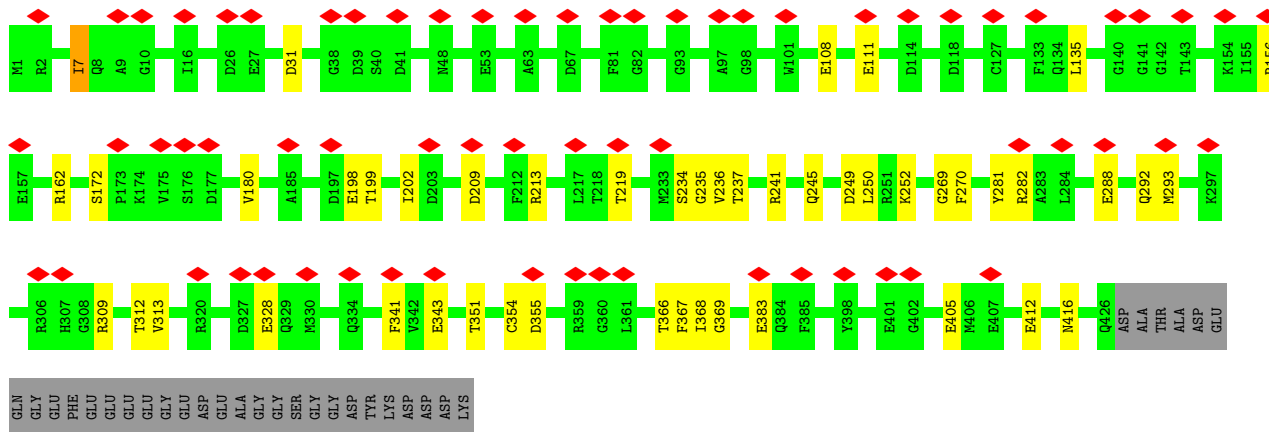 M1 R2 I7 Q8 A9 G10 I16 D26 E27 D31 G38 D39 S40 D41 N48 E53 A63 D67 F81 G82 G93 A97 G98 W101 E108 E111 D114 D118 C127 F133 Q134 L135 G140 G141 G142 T143 K154 I155
E157 R162 S172 P173 K174 V175 S176 D177 V180 A185 D197 E198 T199 I202 D203 D209 F212 R213 L217 T218 T219 M233 S234 G235 V236 T237 R241 Q245 D249 L250 R251 K252 G269 F270 Y281 R282 A283 L284 E288 Q292 M293 K297
R306 H307 G308 R309 T312 V313 R320 D327 E328 Q329 M330 Q334 F341 V342 E343 T351 C354 D355 R359 G360 L361 T366 F367 I368 G369 E383 Q384 F385 Y398 E401 G402 E405 M406 E407 E412 N416 Q426 ASP ALA THR ALA ASP GLU
GLN GLY GLU PHE GLU GLU GLU GLU GLY GLU ASP GLU ALA GLY GLY SER GLY GLY ASP TYR LYS ASP ASP ASP LYS